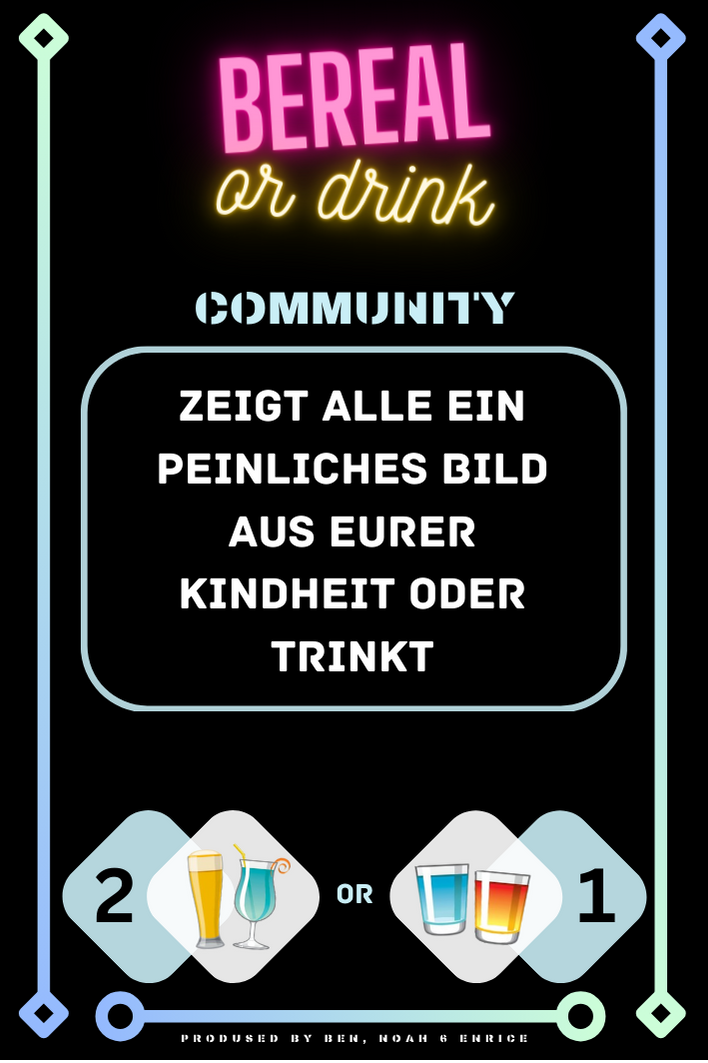 BEREAL
or drink
COMMUNITY
ZEIGT ALLE EIN
PEINLICHES BILD
AUS EURER
KINDHEIT ODER
TRINKT
2 OR 1
PRODUSED BY BEN, NOAH & ENRICE